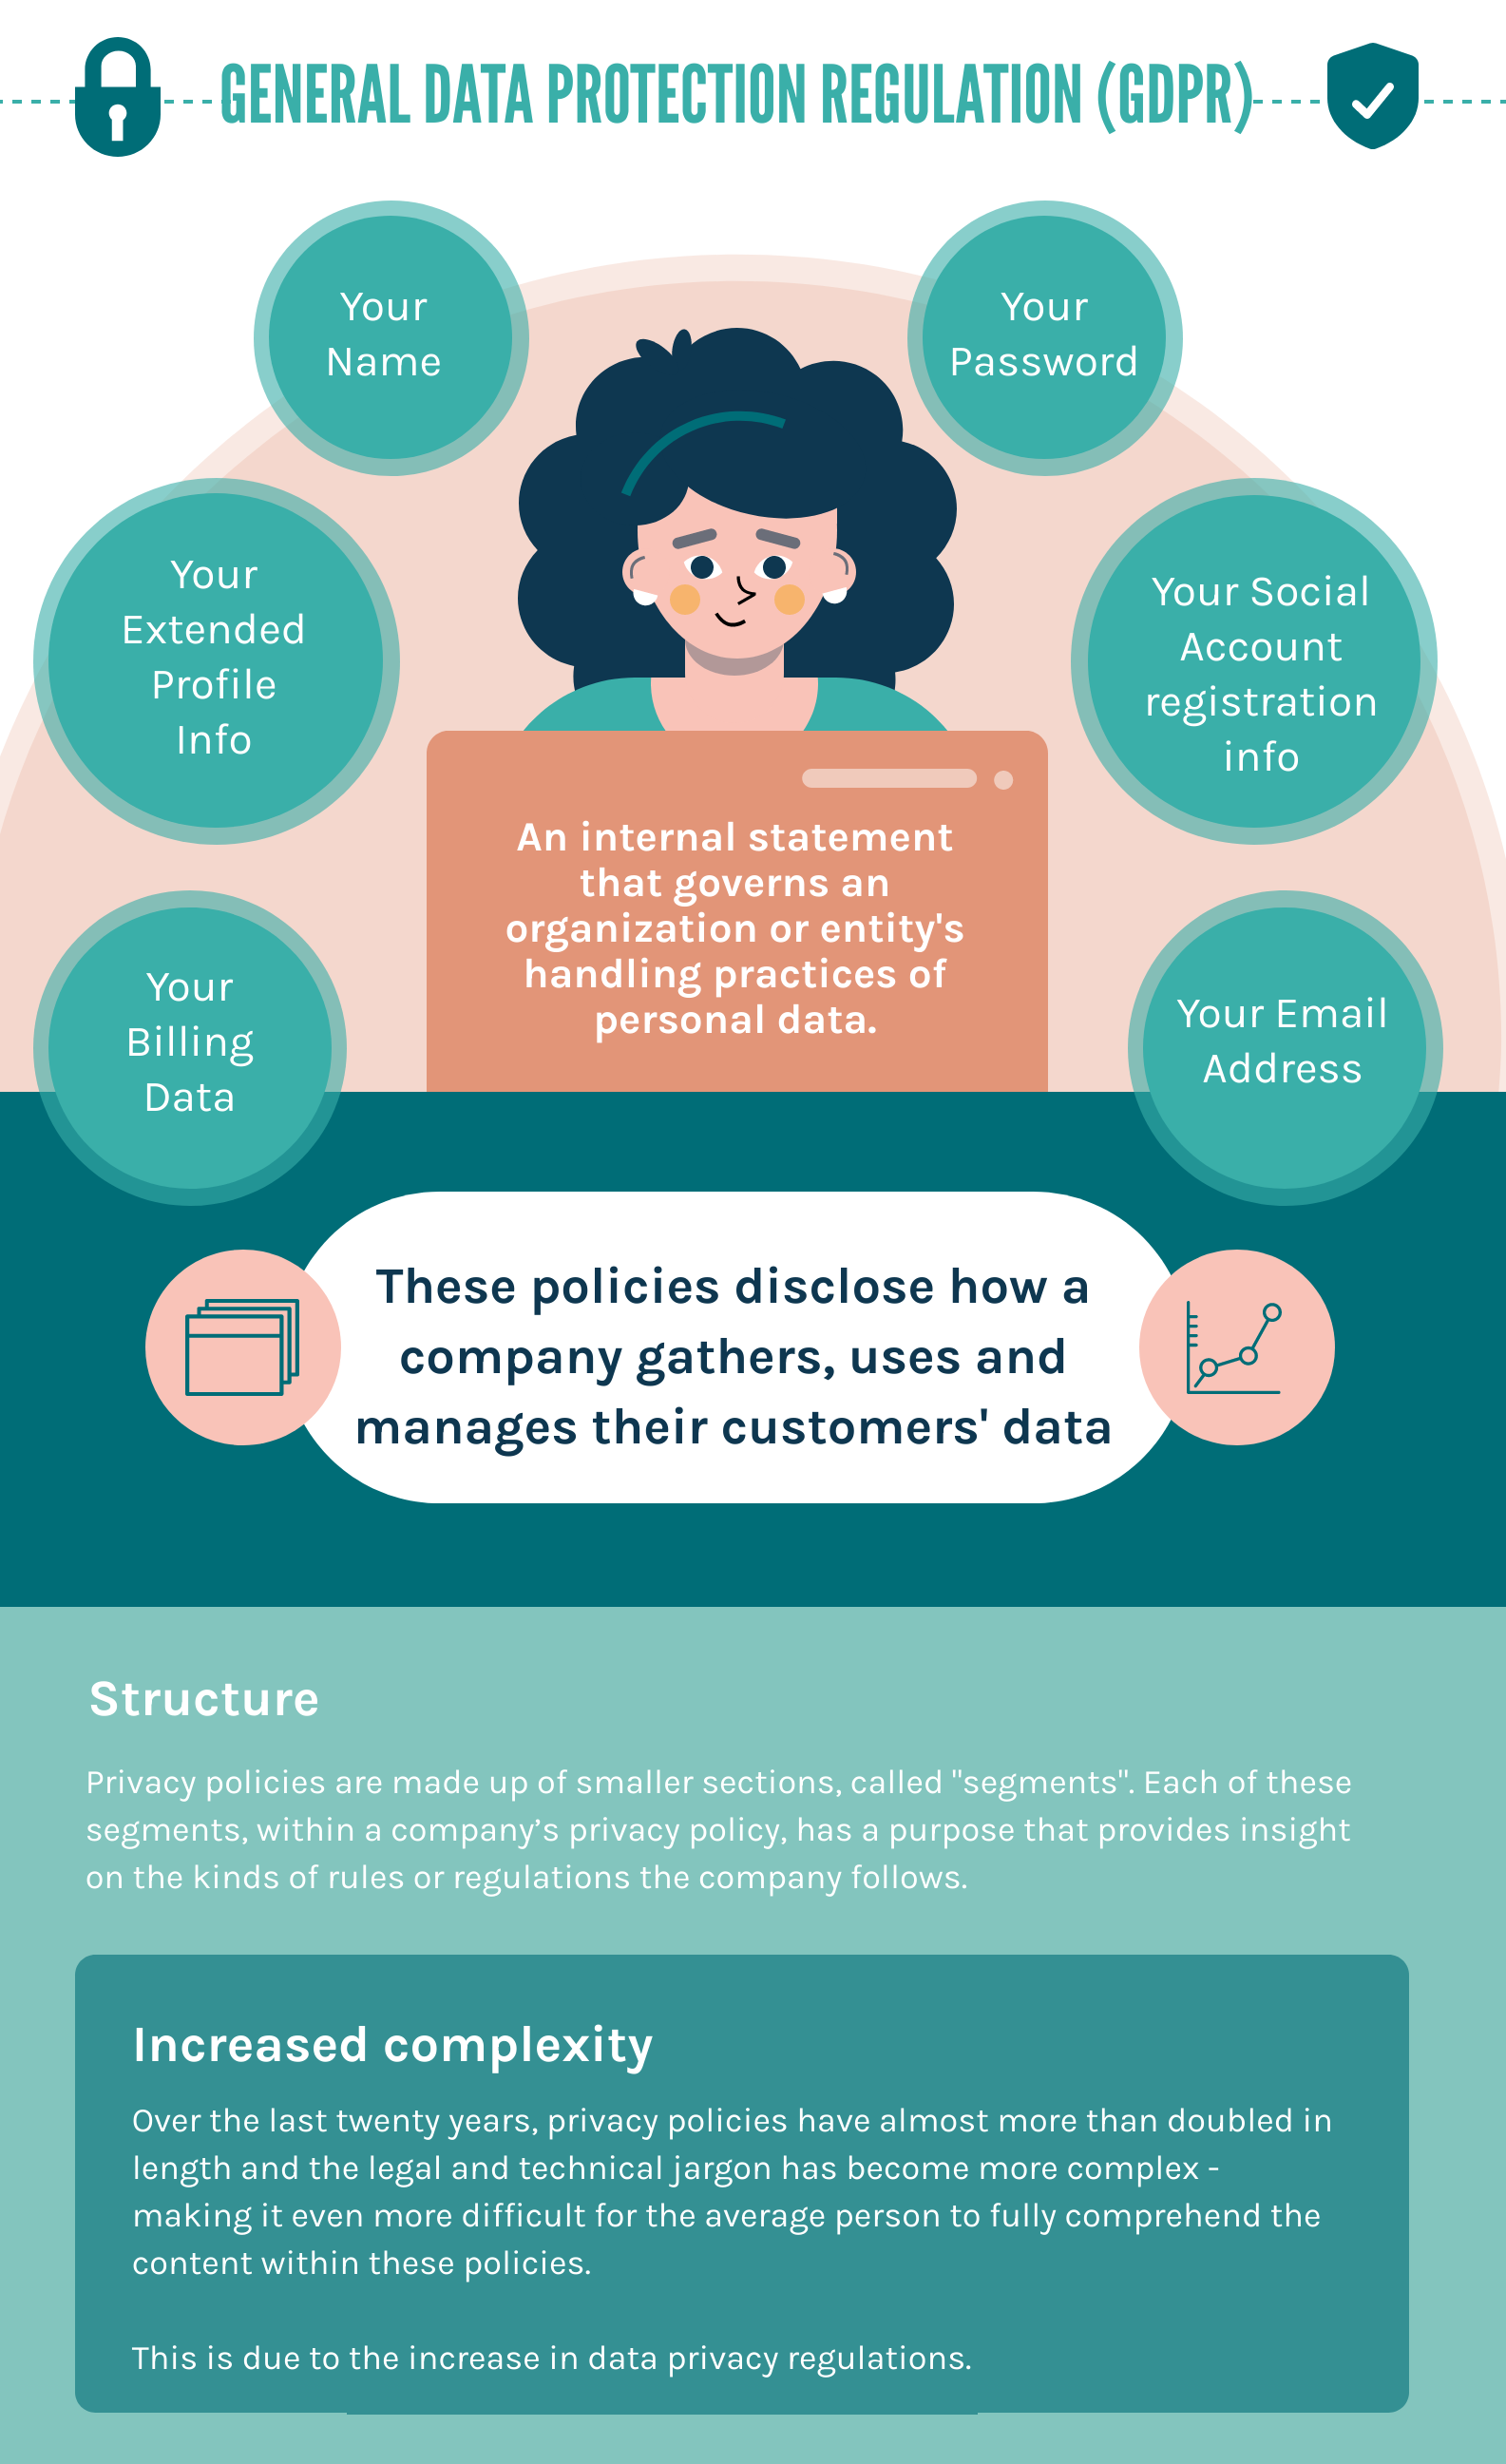 GENERAL DATA PROTECTION REGULATION (GDPR)
Your
Name
Your
Password
Your
Extended
Profile
Info
Your Social
Account
registration
info
An internal statement
that governs an
organization or entity's
handling practices of
personal data.
Your
Billing
Data
Your Email
Address
These policies disclose how a
company gathers, uses and
manages their customers' data
Structure
Privacy policies are made up of smaller sections, called "segments". Each of these
segments, within a company’s privacy policy, has a purpose that provides insight
on the kinds of rules or regulations the company follows.
Increased complexity
Over the last twenty years, privacy policies have almost more than doubled in
length and the legal and technical jargon has become more complex -
making it even more difficult for the average person to fully comprehend the
content within these policies.
This is due to the increase in data privacy regulations.